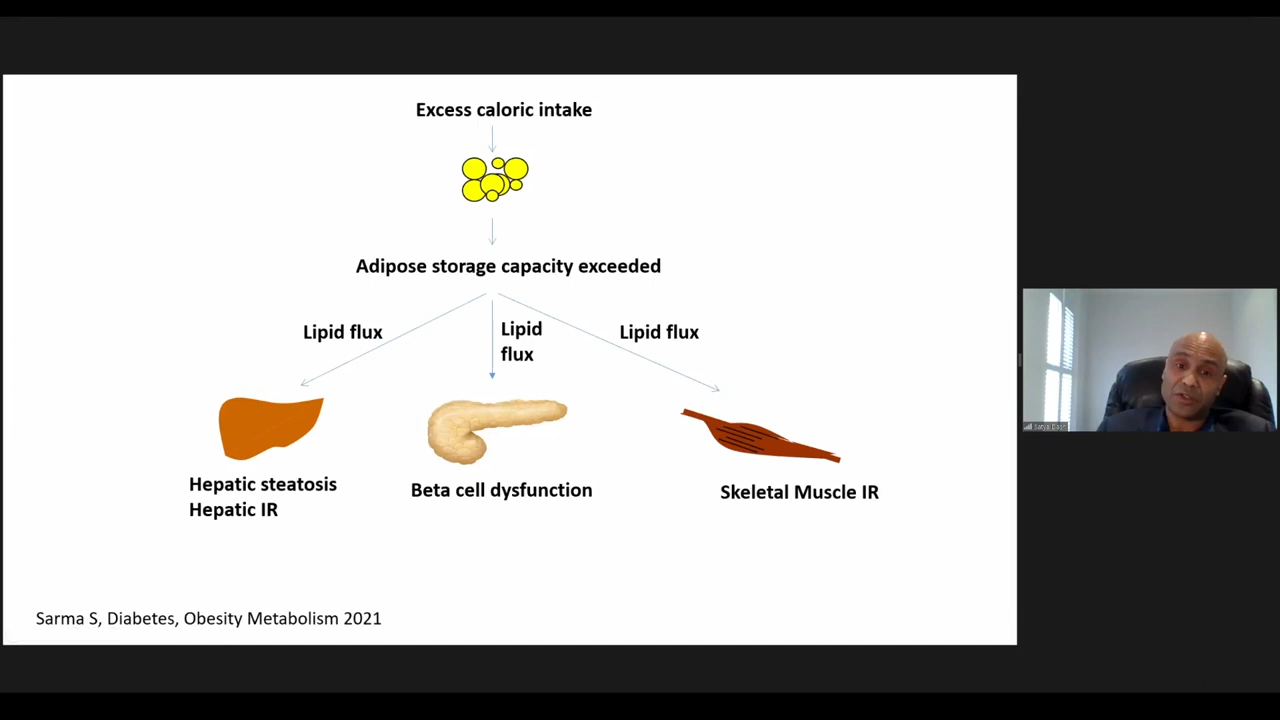 Excess caloric intake
Adipose storage capacity exceeded
Lipid flux
Lipid
flux
Lipid flux
Hepatic steatosis
Hepatic IR
Beta cell dysfunction
Skeletal Muscle IR
Sarma S, Diabetes, Obesity Metabolism 2021